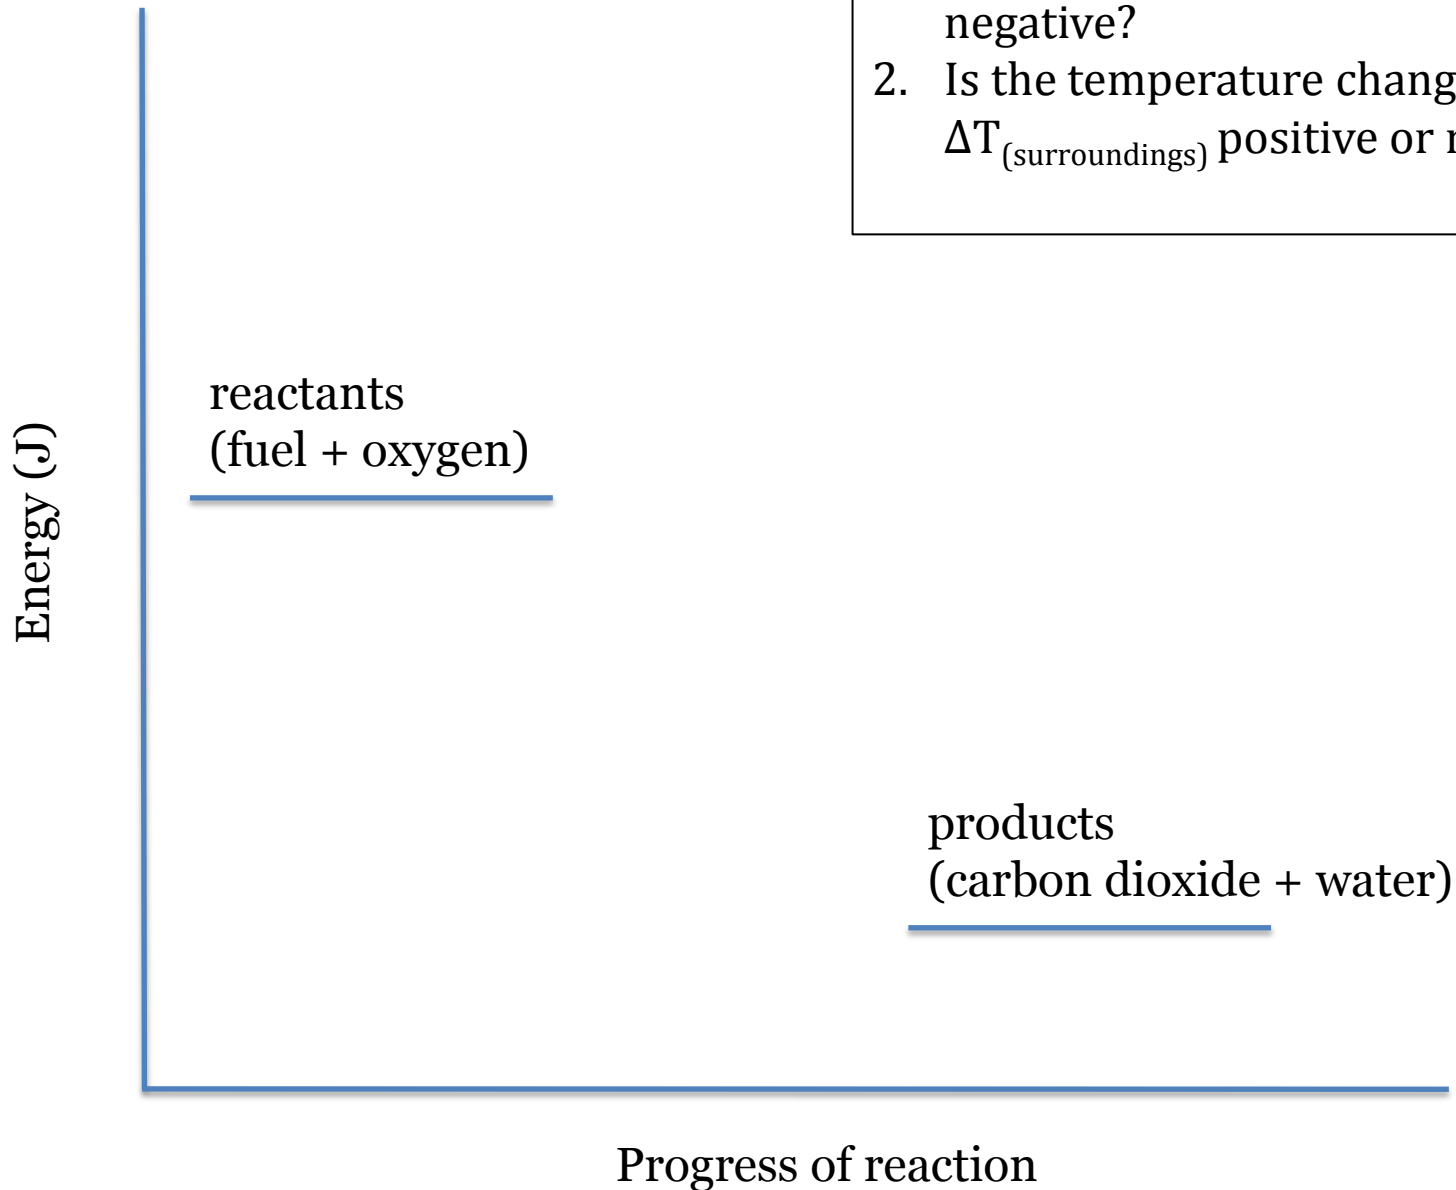 negative?
2. Is the temperature chang
ΔT(surroundings) positive or
reactants
(fuel + oxygen)
Energy (J)
products
(carbon dioxide + water)
Progress of reaction